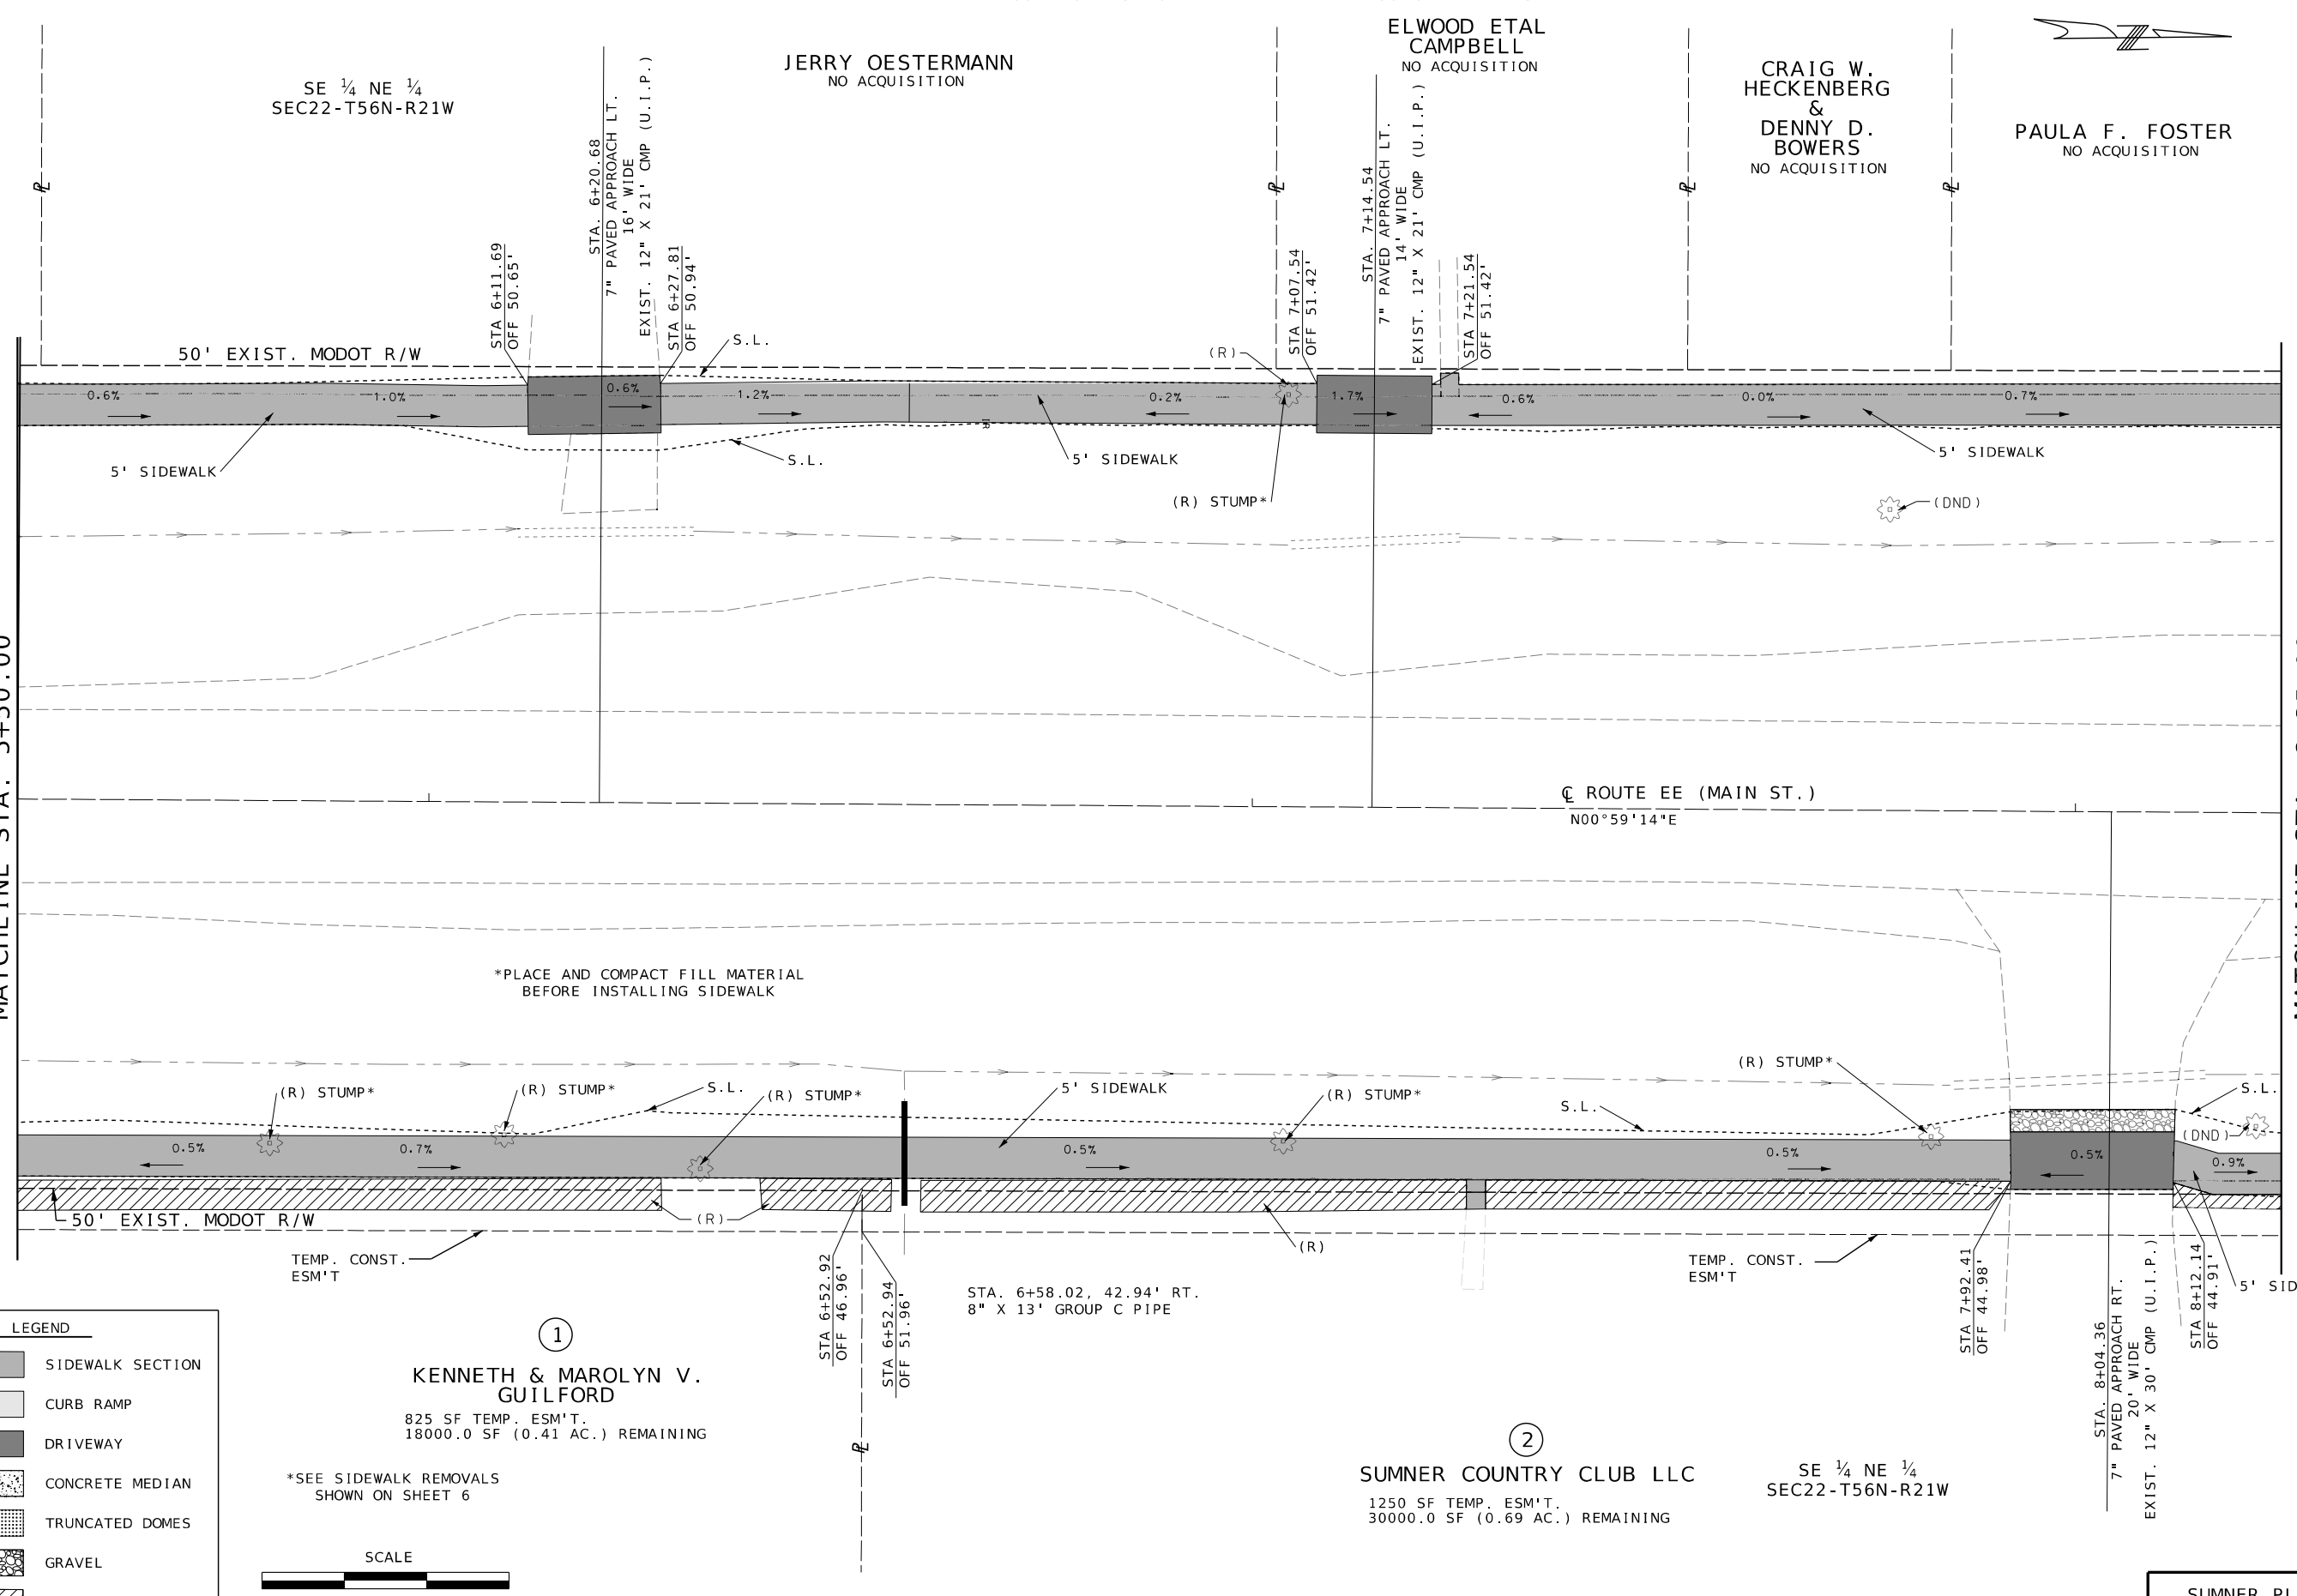 ELWOOD ETAL
CAMPBELL
NO ACQUISITION
JERRY OESTERMANN
NO ACQUISITION
SE ¼ NE ¼
SEC22-T56N-R21W
CRAIG W.
HECKENBERG
&
DENNY D.
BOWERS
NO ACQUISITION
PAULA F. FOSTER
NO ACQUISITION
STA. 6+20.68
7" PAVED APPROACH LT.
16' WIDE
EXIST. 12" X 21' CMP (U.I.P.)
STA. 7+14.54
7" PAVED APPROACH LT.
14' WIDE
EXIST. 12" X 21' CMP (U.I.P.)
PL
PL
PL
PL
STA 6+11.69
OFF 50.65'
STA 6+27.81
OFF 50.94'
STA 7+07.54
OFF 51.42'
STA 7+21.54
OFF 51.42'
50' EXIST. MODOT R/W
S.L.
(R)
0.6%
1.0%
0.6%
1.2%
0.2%
1.7%
0.6%
0.0%
0.7%
5' SIDEWALK
S.L.
5' SIDEWALK
5' SIDEWALK
(R) STUMP*
(DND)
MATCHLINE STA. 5+50.00
CL ROUTE EE (MAIN ST.)
N00°59'14"E
*PLACE AND COMPACT FILL MATERIAL
BEFORE INSTALLING SIDEWALK
(R) STUMP*
(R) STUMP*
S.L.
(R) STUMP*
5' SIDEWALK
(R) STUMP*
S.L.
(R) STUMP*
S.L.
(DND)
0.5%
0.7%
0.5%
0.5%
0.5%
0.9%
50' EXIST. MODOT R/W
(R)
(R)
TEMP. CONST.
ESM'T
TEMP. CONST.
ESM'T
STA 6+52.92
OFF 46.96'
STA 6+52.94
OFF 51.96'
STA. 6+58.02, 42.94' RT.
8" X 13' GROUP C PIPE
STA 7+92.41
OFF 44.98'
STA. 8+04.36
7" PAVED APPROACH RT.
20' WIDE
EXIST. 12" X 30' CMP (U.I.P.)
STA 8+12.14
OFF 44.91'
5' SID
LEGEND
SIDEWALK SECTION
CURB RAMP
DRIVEWAY
CONCRETE MEDIAN
TRUNCATED DOMES
GRAVEL
1
KENNETH & MAROLYN V.
GUILFORD
825 SF TEMP. ESM'T.
18000.0 SF (0.41 AC.) REMAINING
*SEE SIDEWALK REMOVALS
SHOWN ON SHEET 6
PL
SCALE
2
SUMNER COUNTRY CLUB LLC
1250 SF TEMP. ESM'T.
30000.0 SF (0.69 AC.) REMAINING
SE ¼ NE ¼
SEC22-T56N-R21W